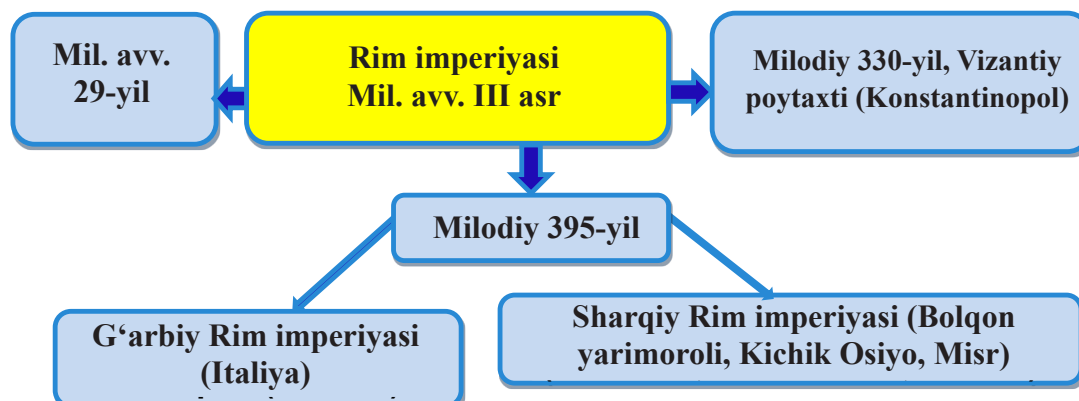 Mil. avv.
29-yil
Rim imperiyasi
Mil. avv. III asr
Milodiy 330-yil, Vizantiy
poytaxti (Konstantinopol)
Milodiy 395-yil
G‘arbiy Rim imperiyasi
(Italiya)
Sharqiy Rim imperiyasi (Bolqon
yarimoroli, Kichik Osiyo, Misr)